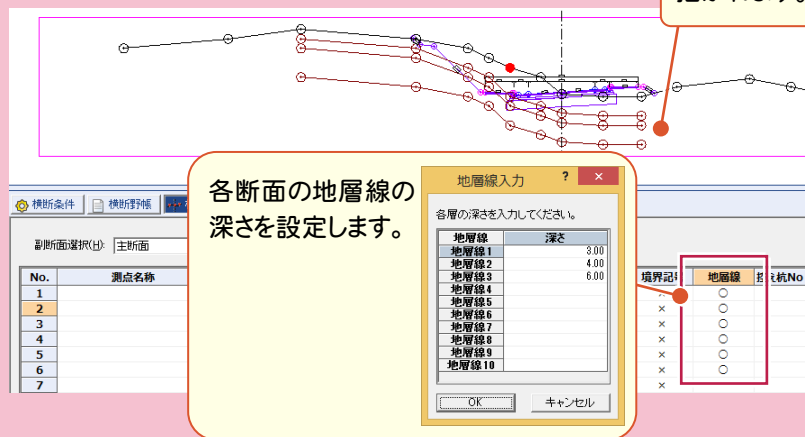 各断面の地層線の
深さを設定します。
地層線入力 ? ×
各層の深さを入力してください。
地層線 深さ
地層線1 3.00
地層線2 4.00
地層線3 6.00
地層線4
地層線5
地層線6
地層線7
地層線8
地層線9
地層線10
OK キャンセル
横断条件 横断野帳
副断面選択(H): 主断面
No. 測点名称 地層線 杭No
1 ○
2 × ○
3 × ○
4 × ○
5 × ○
6 × ○
7 ×